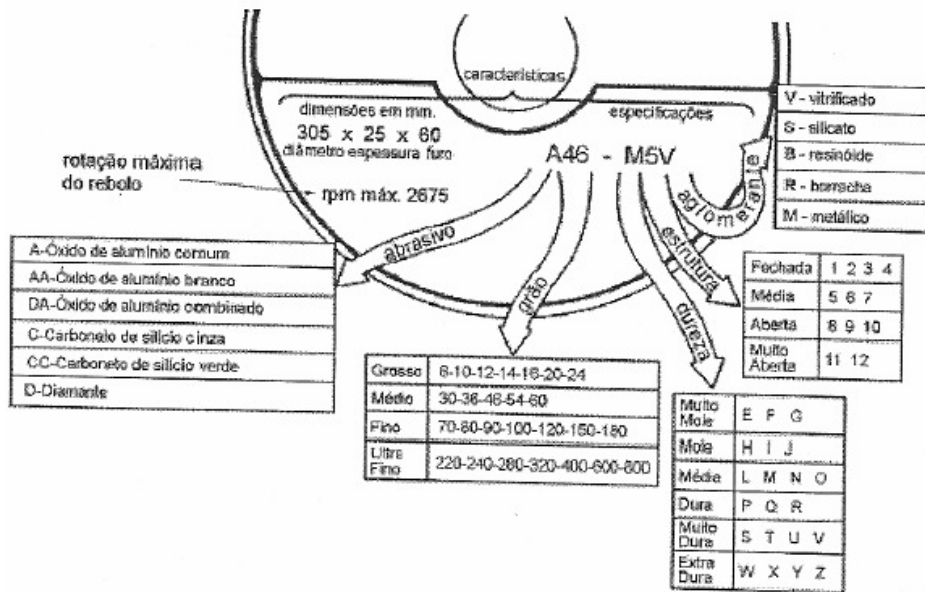 características
dimensões em mm.
305 x 25 x 60
diâmetro espessura furo
especificações
A46 - M5V
rotação máxima
do rebolo
rpm máx. 2675
abrasivo
grão
dureza
estrutura
aglomerante
V - vitrificado
S - silicato
B - resinóide
R - borracha
M - metálico
A-Óxido de alumínio comum
AA-Óxido de alumínio branco
DA-Óxido de alumínio combinado
C-Carboneto de silício cinza
CC-Carboneto de silício verde
D-Diamante
Fechada 1 2 3 4
Média 5 6 7
Aberta 8 9 10
Muito
Aberta 11 12
Grosso 8-10-12-14-16-20-24
Médio 30-36-46-54-60
Fino 70-80-90-100-120-150-180
Ultra
Fino 220-240-280-320-400-600-800
Muito
Mole E F G
Mole H I J
Média L M N O
Dura P Q R
Muito
Dura S T U V
Extra
Dura W X Y Z